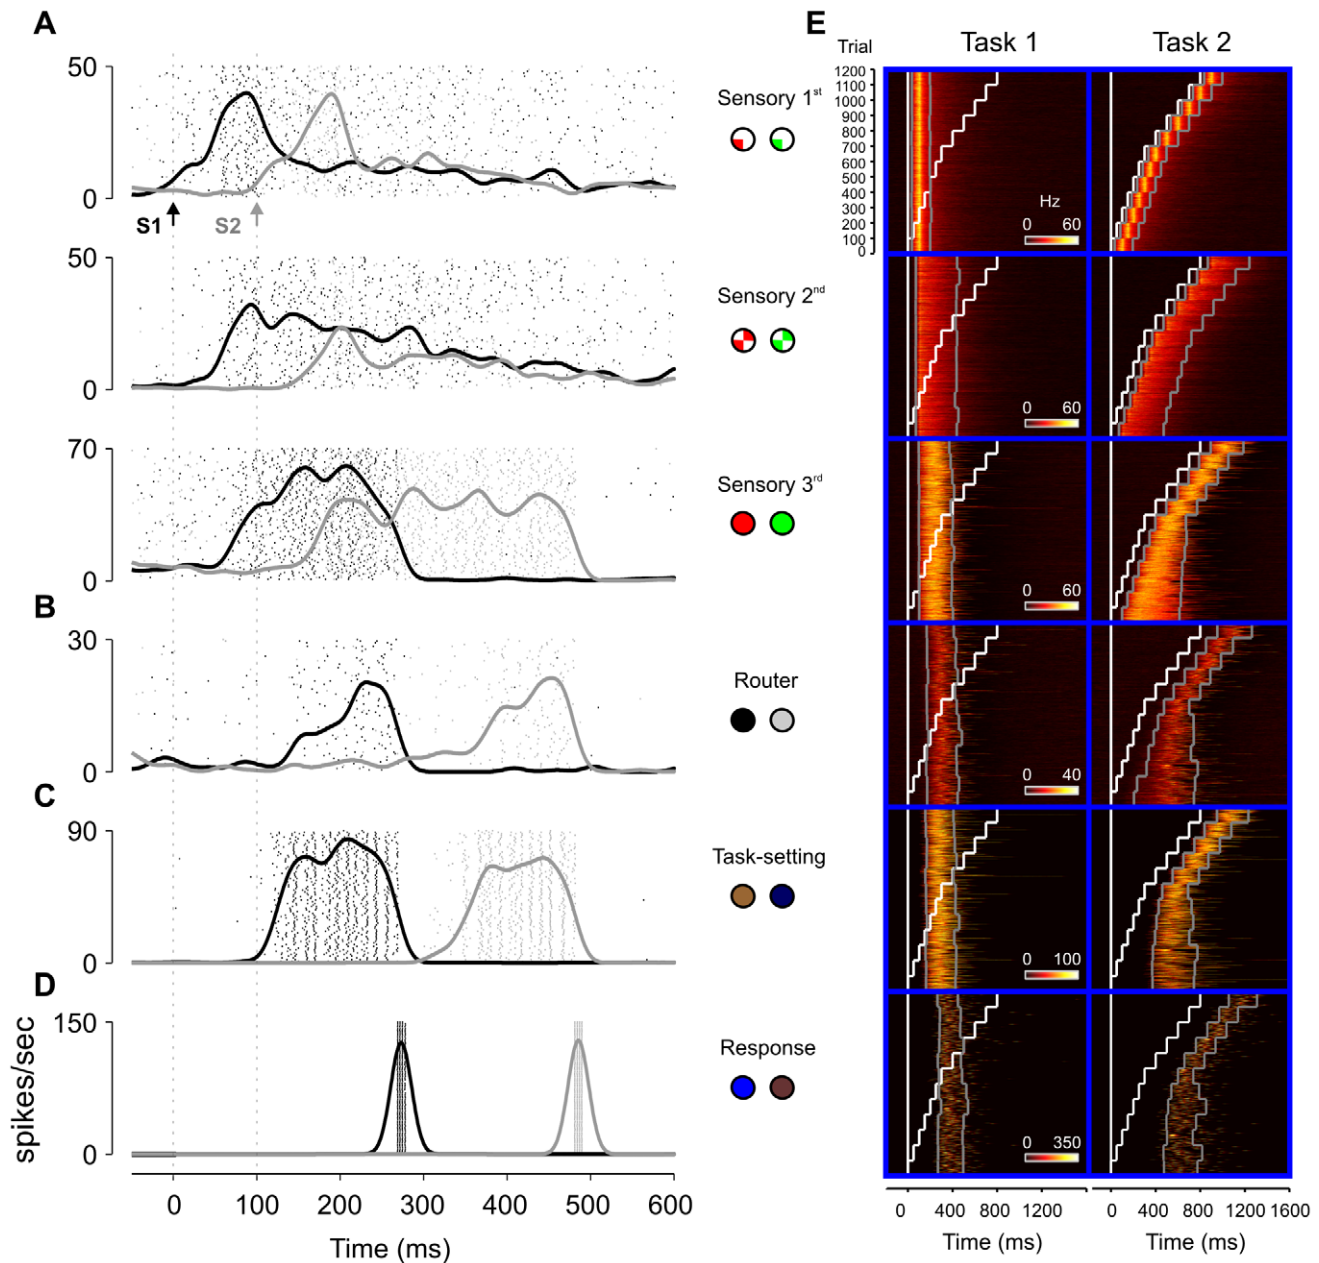 A
50
0
S1
S2
50
0
70
0
B
30
0
C
90
0
D
150
0
spikes/sec
0 100 200 300 400 500 600
Time (ms)
Sensory 1st
Sensory 2nd
Sensory 3rd
Router
Task-setting
Response
E
Trial
Task 1
Task 2
1200
1100
1000
900
800
700
600
500
400
300
200
100
0
Hz
0 60
0 60
0 60
0 40
0 100
0 350
0 400 800 1200
0 400 800 1200 1600
Time (ms)
Time (ms)